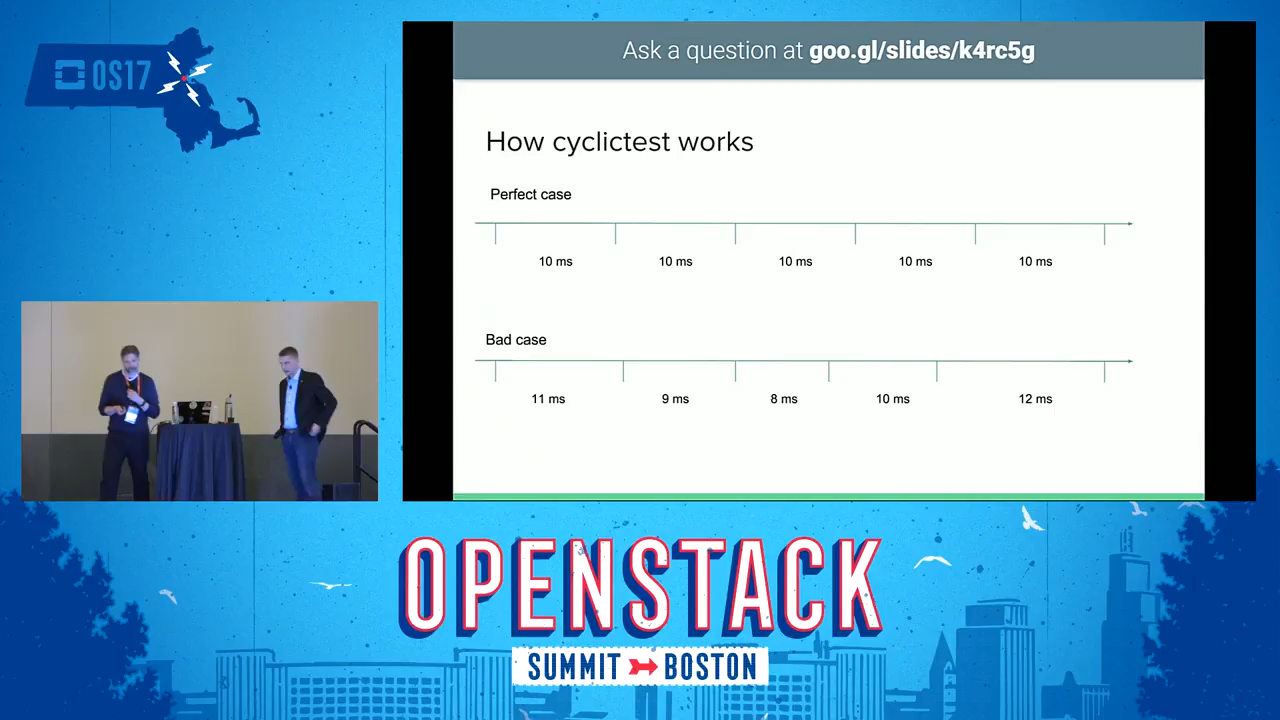 OS17
Ask a question at goo.gl/slides/k4rc5g
How cyclictest works
Perfect case
10 ms 10 ms 10 ms 10 ms 10 ms
Bad case
11 ms 9 ms 8 ms 10 ms 12 ms
OPENSTACK
SUMMIT BOSTON